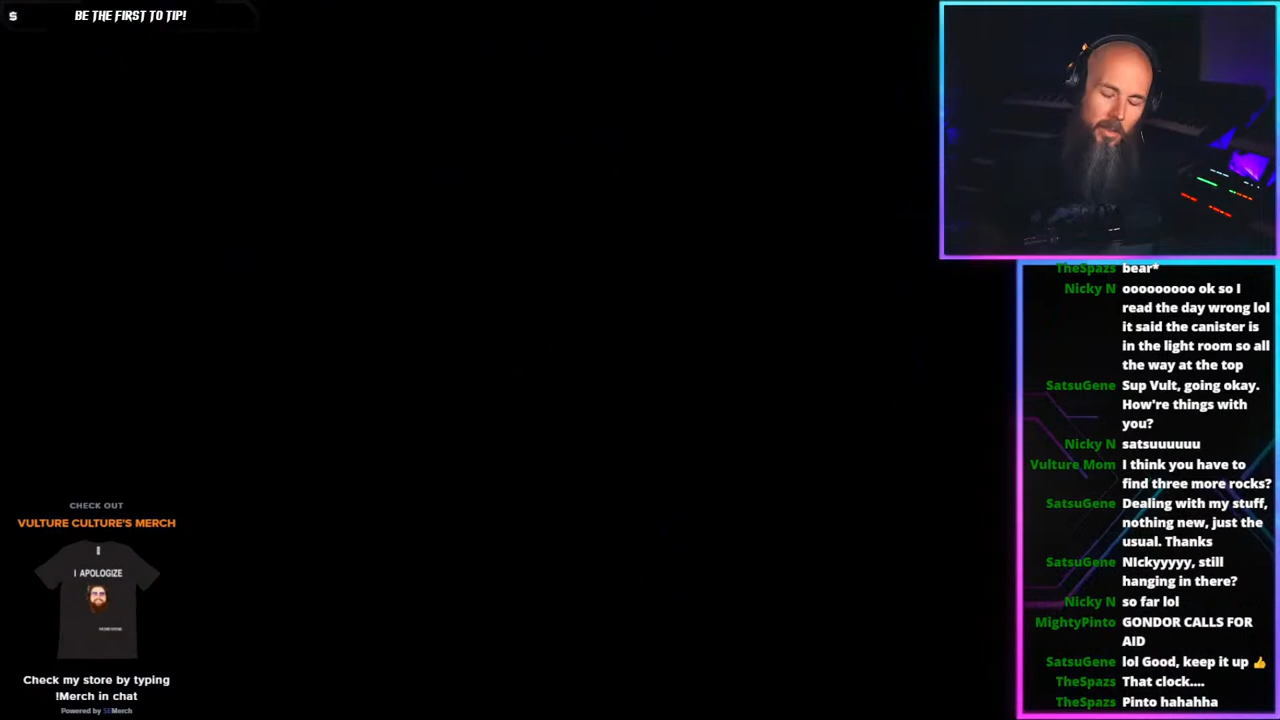 $
BE THE FIRST TO TIP!
TheSpazs bear*
Nicky N ooooooooo ok so I
read the day wrong lol
it said the canister is
in the light room so all
the way at the top
SatsuGene Sup Vult, going okay.
How're things with
you?
Nicky N satsuuuuuu
Vulture Mom I think you have to
find three more rocks?
SatsuGene Dealing with my stuff,
nothing new, just the
usual. Thanks
SatsuGene NIckyyyyy, still
hanging in there?
Nicky N so far lol
MightyPinto GONDOR CALLS FOR
AID
SatsuGene lol Good, keep it up 👍
TheSpazs That clock....
TheSpazs Pinto hahahha
CHECK OUT
VULTURE CULTURE'S MERCH
I APOLOGIZE
Check my store by typing
!Merch in chat
Powered by SEMerch